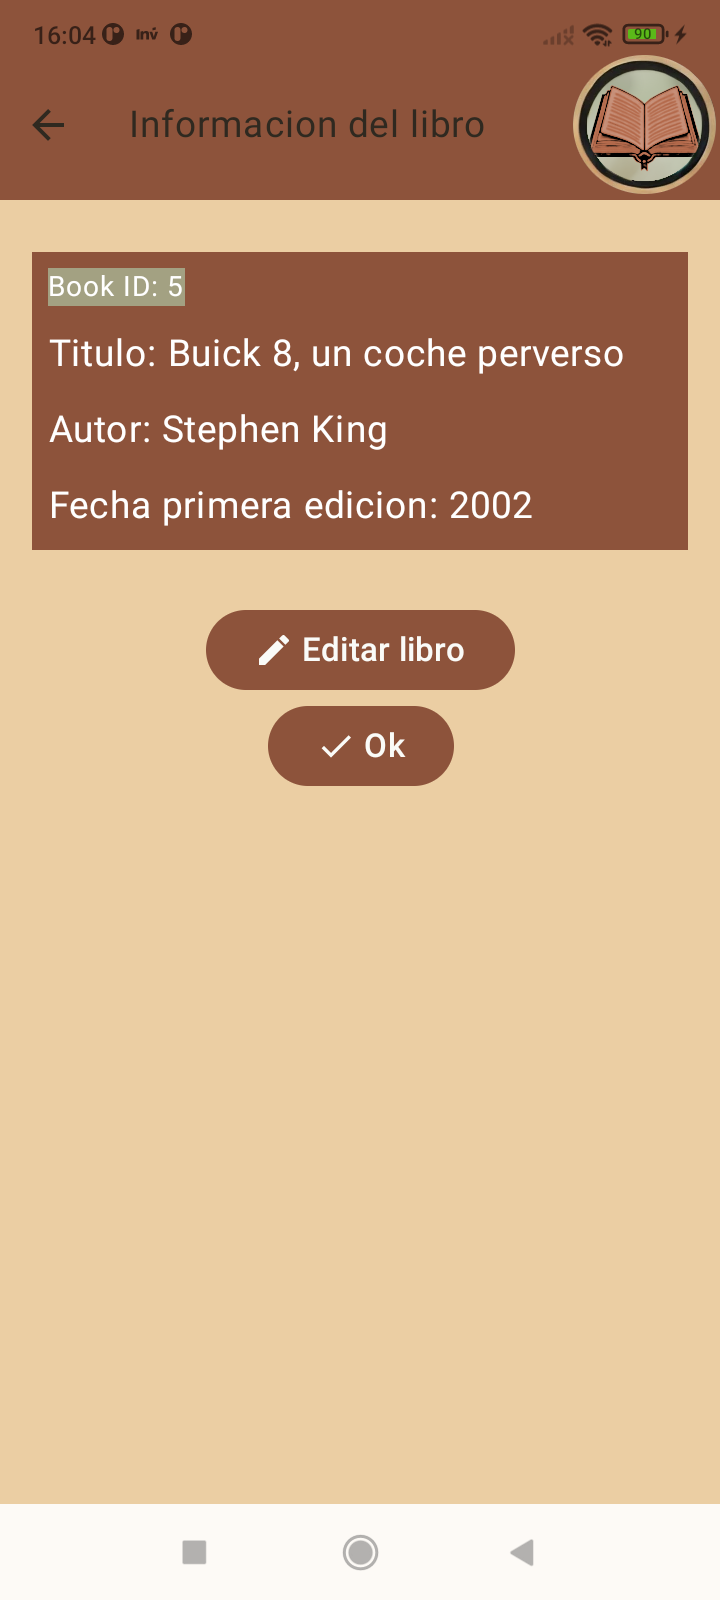 16:04 Inv 90
Informacion del libro
Book ID: 5
Titulo: Buick 8, un coche perverso
Autor: Stephen King
Fecha primera edicion: 2002
Editar libro
Ok